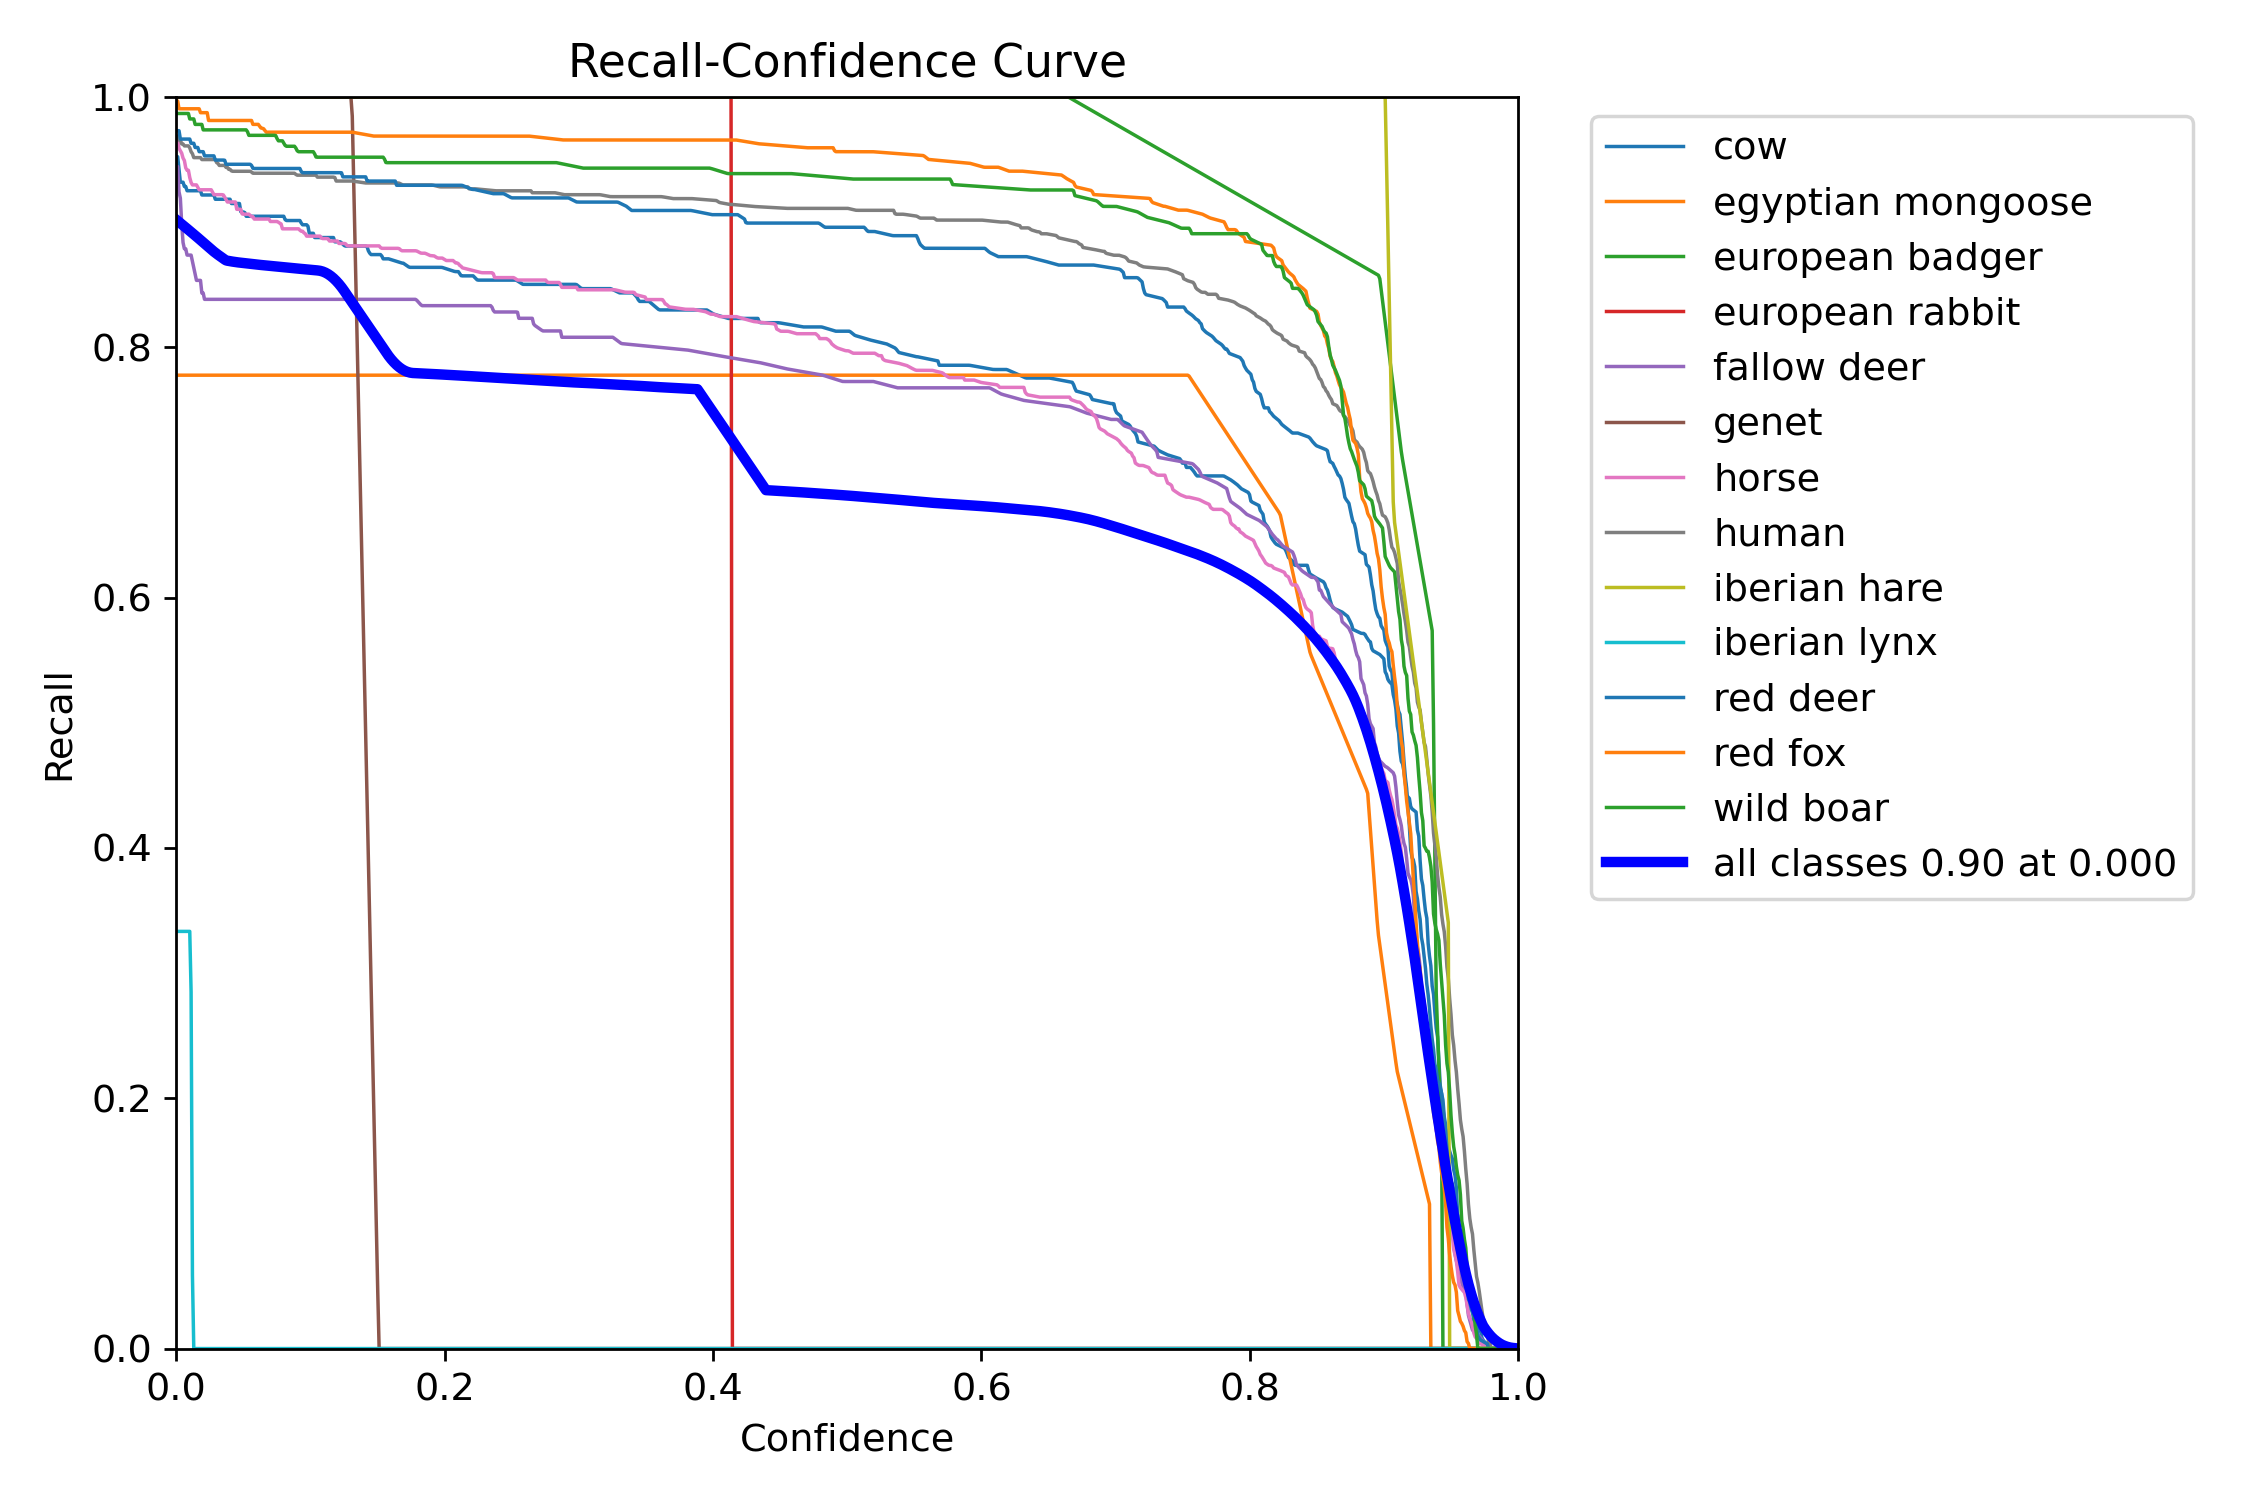 Recall-Confidence Curve
1.0
0.8
0.6
0.4
0.2
0.0
Recall
0.0 0.2 0.4 0.6 0.8 1.0
Confidence
cow
egyptian mongoose
european badger
european rabbit
fallow deer
genet
horse
human
iberian hare
iberian lynx
red deer
red fox
wild boar
all classes 0.90 at 0.000